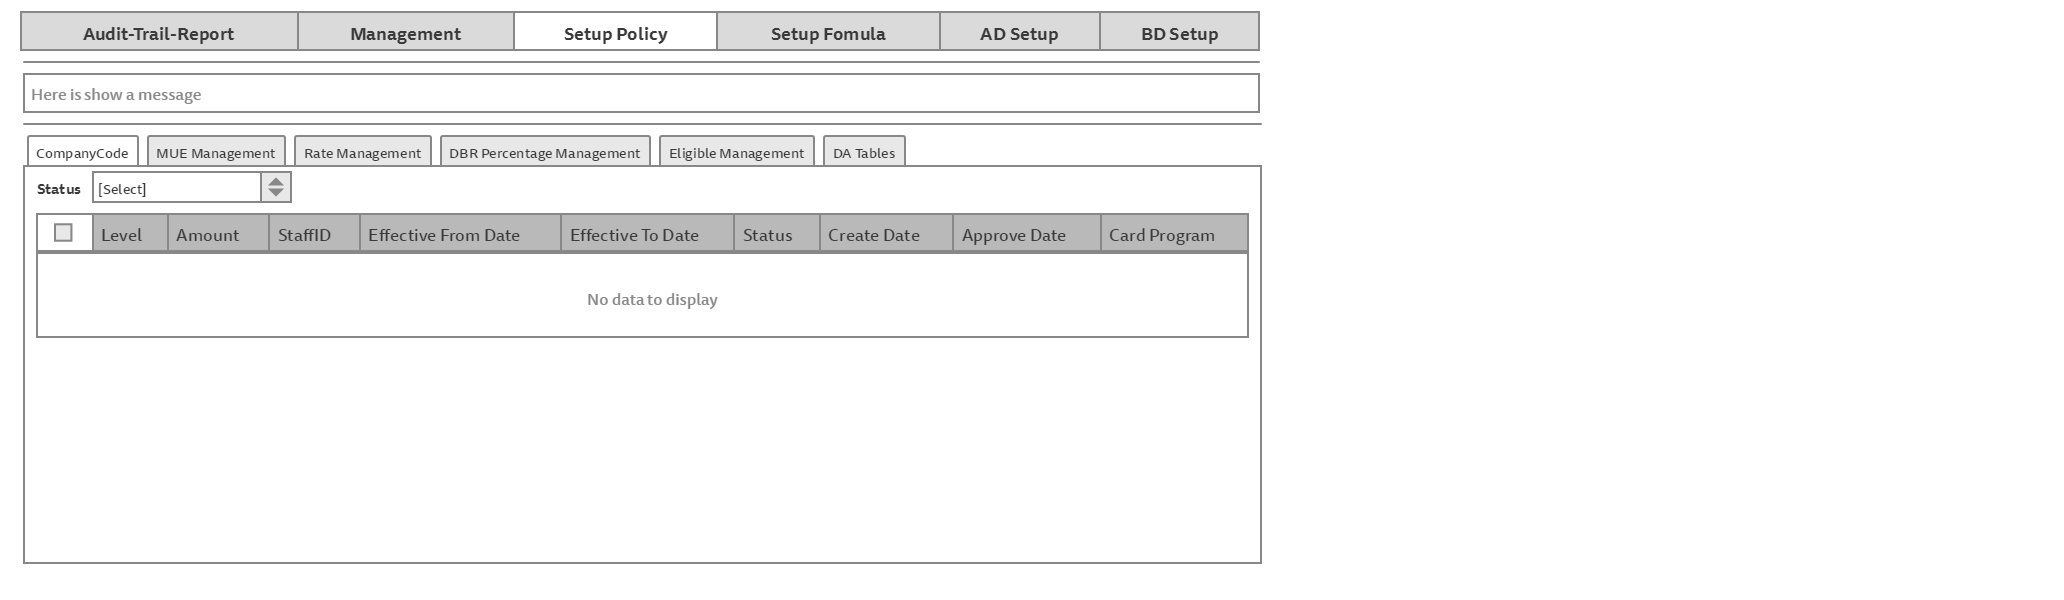 Audit-Trail-Report Management Setup Policy Setup Fomula AD Setup BD Setup
Here is show a message
CompanyCode MUE Management Rate Management DBR Percentage Management Eligible Management DA Tables
Status [Select]
Level Amount StaffID Effective From Date Effective To Date Status Create Date Approve Date Card Program
No data to display